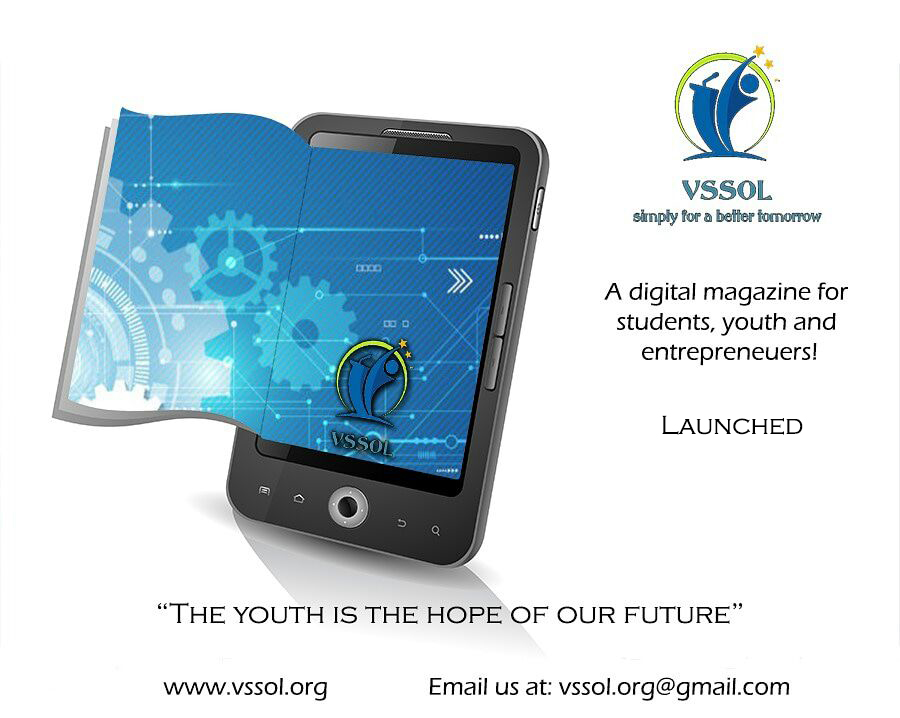 VSSOL
simply for a better tomorrow
A digital magazine for
students, youth and
entrepreneuers!
LAUNCHED
VSSOL
“THE YOUTH IS THE HOPE OF OUR FUTURE”
www.vssol.org
Email us at: vssol.org@gmail.com